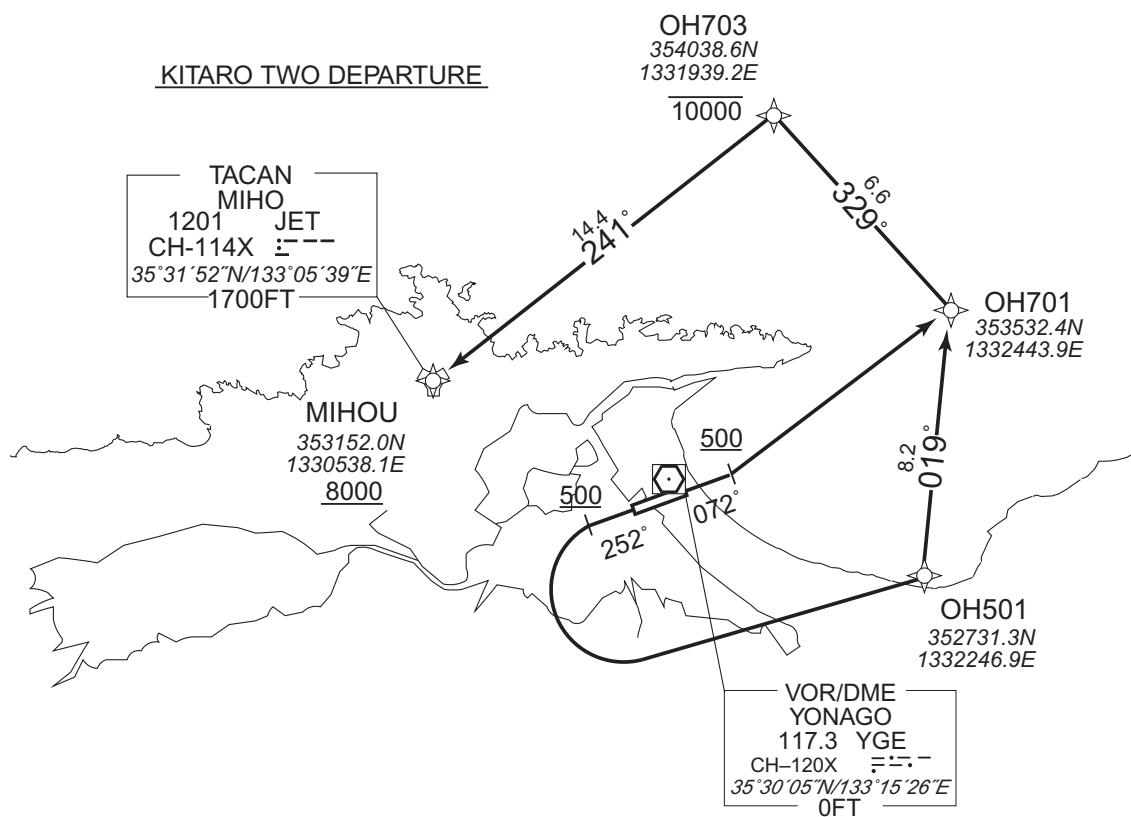 KITARO TWO DEPARTURE
OH703
354038.6N
1331939.2E
10000
TACAN
MIHO
1201 JET
CH-114X
35°31´52˝N/133°05´39˝E
1700FT
14.4
241°
6.6
329°
OH701
353532.4N
1332443.9E
MIHOU
353152.0N
1330538.1E
8000
500
500
072°
252°
8.2
019°
OH501
352731.3N
1332246.9E
VOR/DME
YONAGO
117.3 YGE
CH–120X
35°30´05˝N/133°15´26˝E
0FT